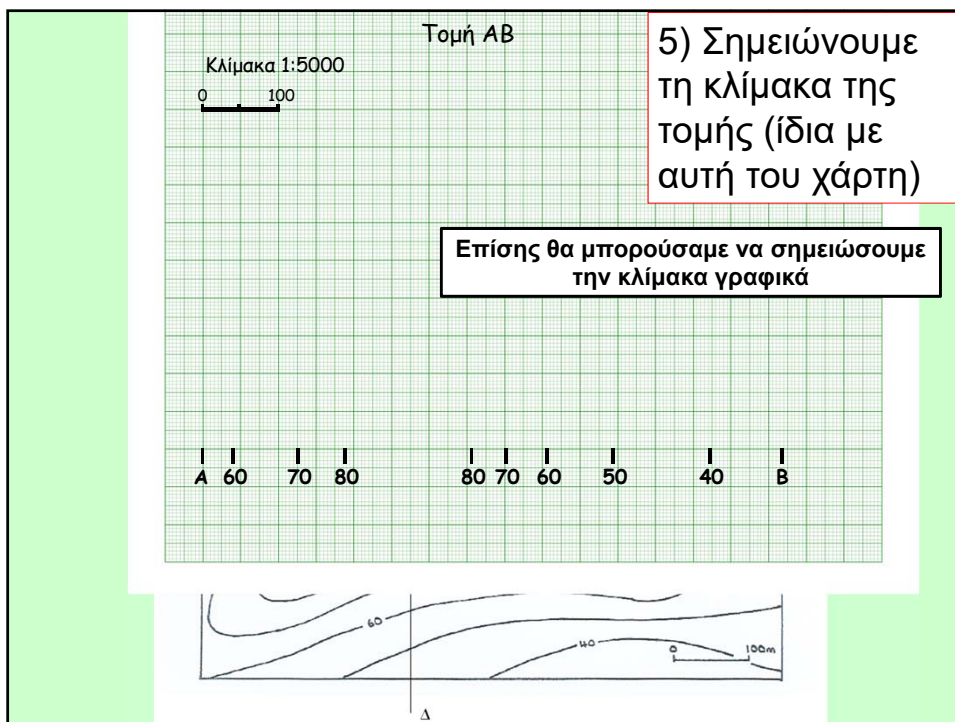 Τομή ΑΒ
Κλίμακα 1:5000
0 100
5) Σημειώνουμε
τη κλίμακα της
τομής (ίδια με
αυτή του χάρτη)
Επίσης θα μπορούσαμε να σημειώσουμε
την κλίμακα γραφικά
Α 60 70 80 80 70 60 50 40 Β
60
40
0 100m
Δ